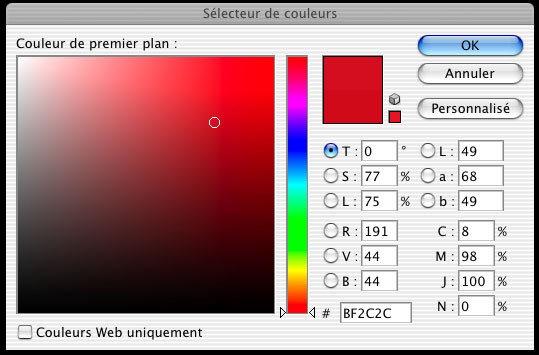 Sélecteur de couleurs
Couleur de premier plan :
OK
Annuler
Personnalisé
T : 0 ° L : 49
S : 77 % a : 68
L : 75 % b : 49
R : 191 C : 8 %
V : 44 M : 98 %
B : 44 J : 100 %
# BF2C2C N : 0 %
Couleurs Web uniquement